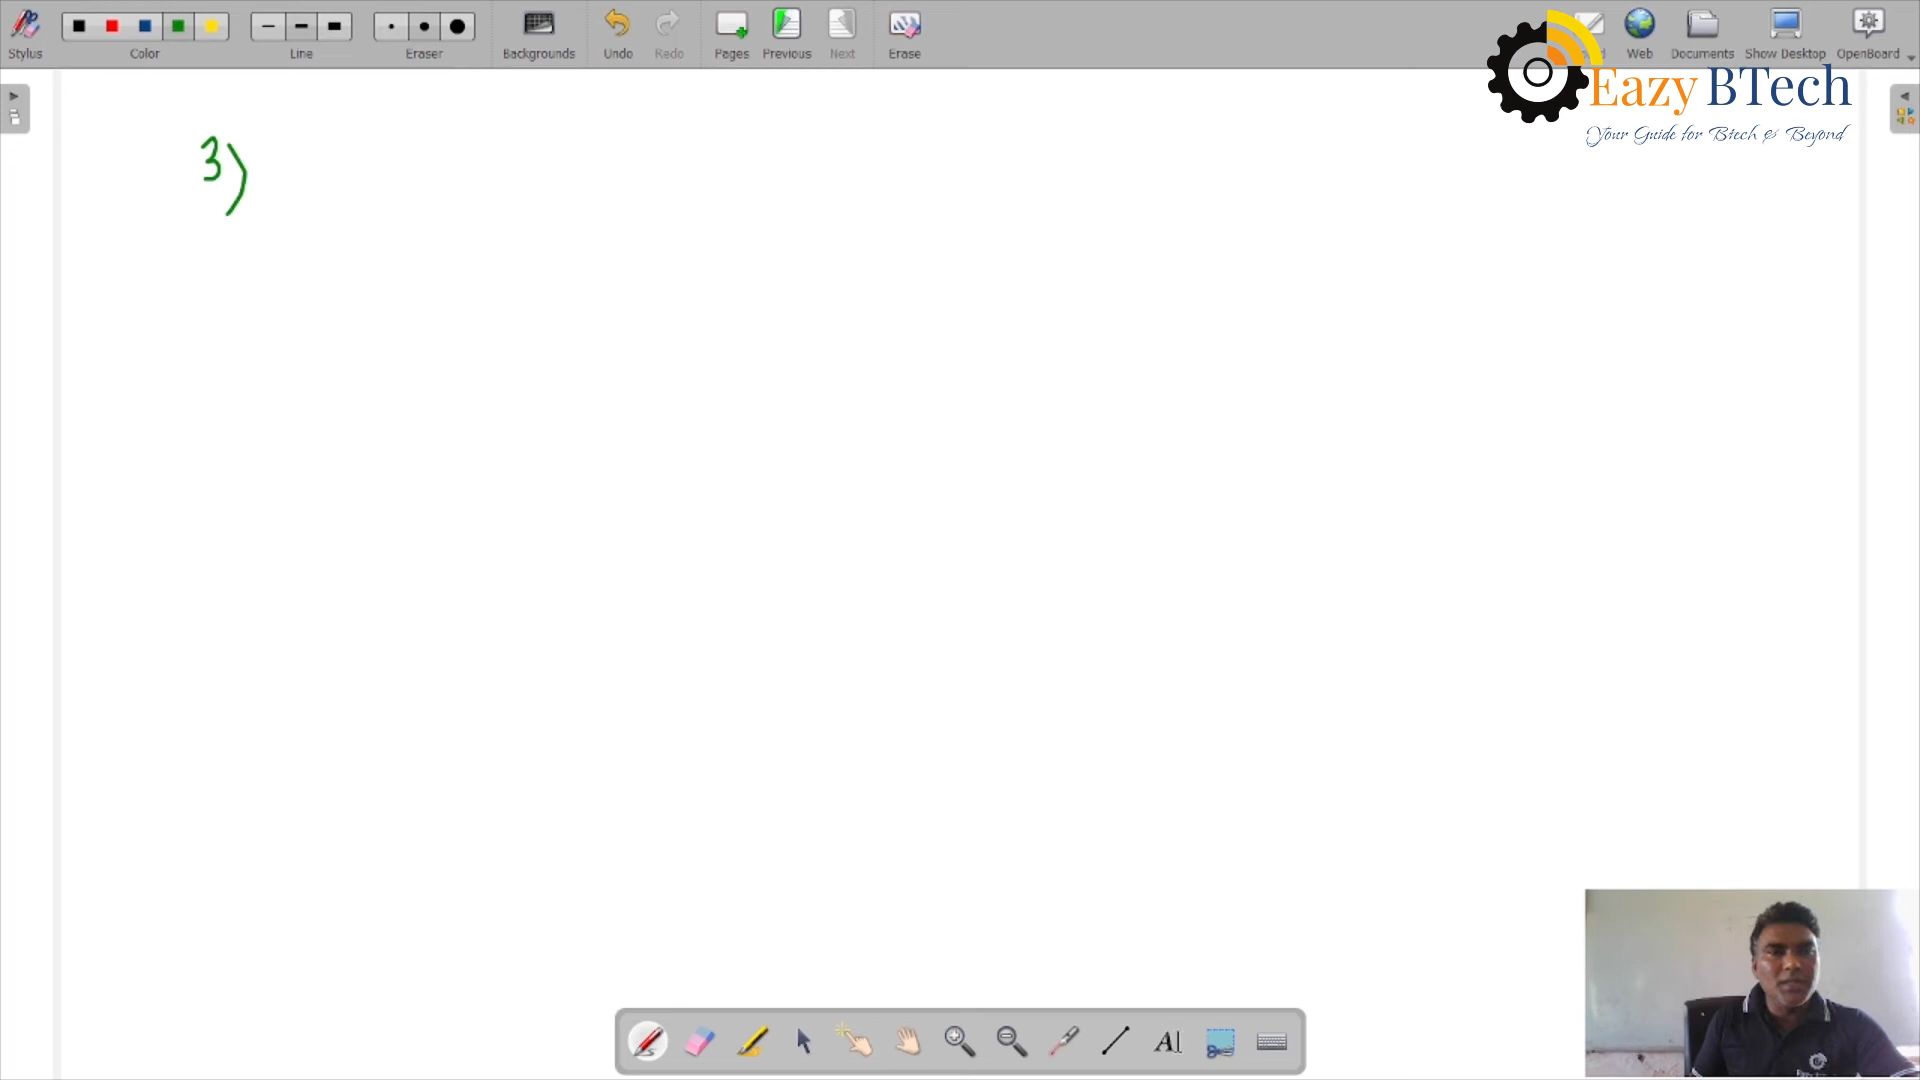 Stylus
Color
Line
Eraser
Backgrounds
Undo
Redo
Pages
Previous
Next
Erase
Web
Documents
Show Desktop
OpenBoard
Eazy BTech
Your Guide for Btech & Beyond
3)
A